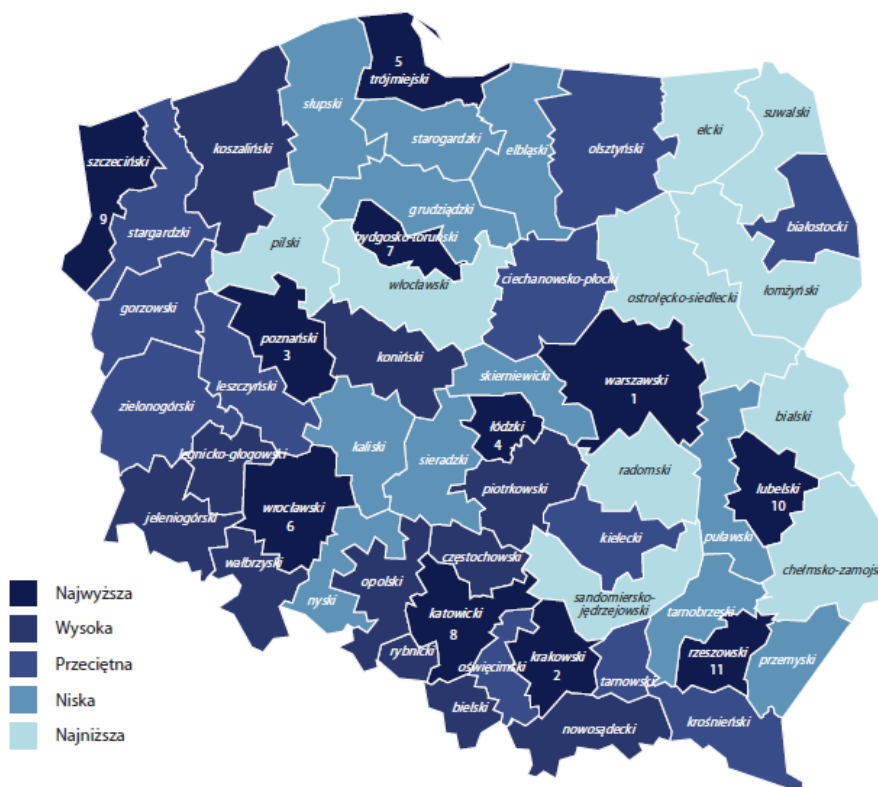 5
trójmiejski
słupski
suwalski
ełcki
koszaliński
starogardzki
elbląski
olsztyński
szczeciński
9
grudziądzki
białostocki
stargardzki
bydgosko-toruński
7
pilski
włocławski
ciechanowsko-płocki
ostrołęcko-siedlecki
łomżyński
gorzowski
poznański
3
koniński
skierniewicki
warszawski
1
leszczyński
zielonogórski
bialski
łódzki
4
kaliski
sieradzki
radomski
legnicko-głogowski
lubelski
10
piotrkowski
wrocławski
6
jeleniogórski
kielecki
puławski
częstochowski
wałbrzyski
opolski
chełmsko-zamojs
nyski
katowicki
8
sandomiersko-
jędrzejowski
tarnobrzeski
rybnicki
oświęcimski
krakowski
2
tarnowski
rzeszowski
11
przemyski
bielski
nowosądecki
krośnieński
Najwyższa
Wysoka
Przeciętna
Niska
Najniższa